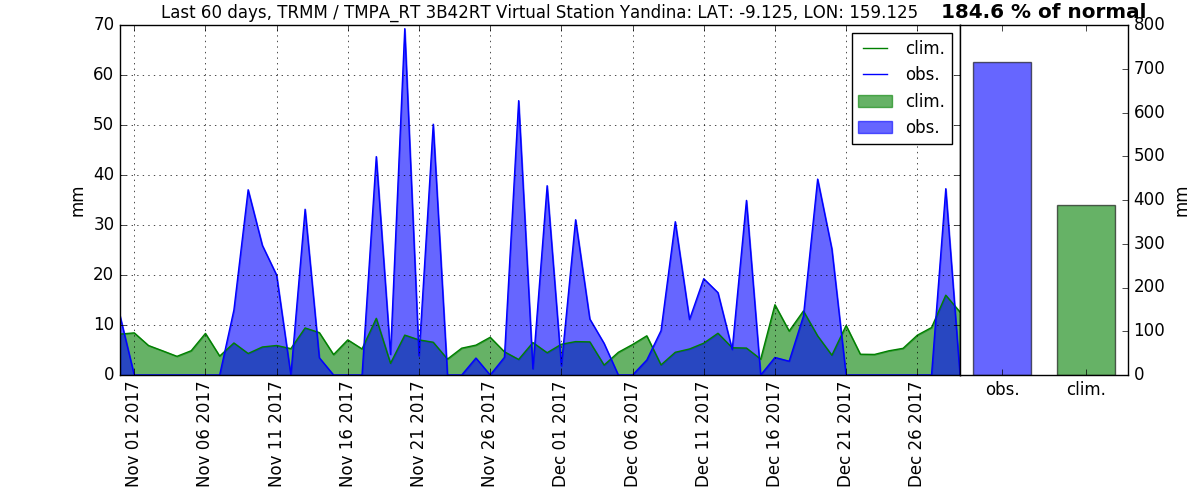 Last 60 days, TRMM / TMPA_RT 3B42RT Virtual Station Yandina: LAT: -9.125, LON: 159.125
184.6 % of normal
70
60
50
40
30
20
10
0
mm
clim.
obs.
clim.
obs.
Nov 01 2017
Nov 06 2017
Nov 11 2017
Nov 16 2017
Nov 21 2017
Nov 26 2017
Dec 01 2017
Dec 06 2017
Dec 11 2017
Dec 16 2017
Dec 21 2017
Dec 26 2017
800
700
600
500
400
300
200
100
0
mm
obs.
clim.